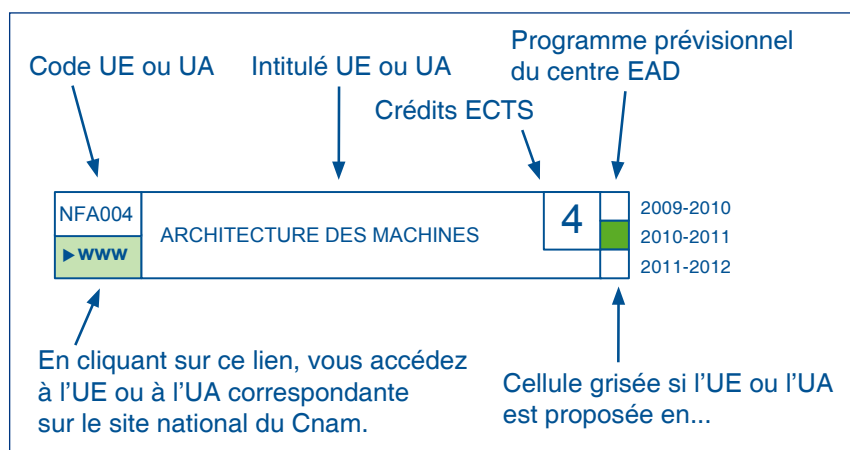 Programme prévisionnel
du centre EAD
Code UE ou UA
Intitulé UE ou UA
Crédits ECTS
NFA004
►www
ARCHITECTURE DES MACHINES
4
2009-2010
2010-2011
2011-2012
En cliquant sur ce lien, vous accédez
à l’UE ou à l’UA correspondante
sur le site national du Cnam.
Cellule grisée si l’UE ou l’UA
est proposée en...